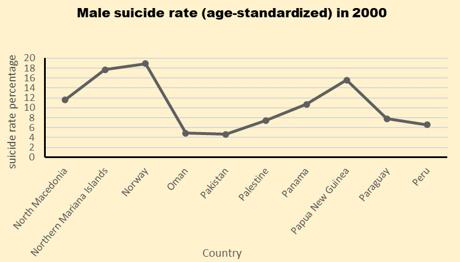 Male suicide rate (age-standardized) in 2000
suicide rate percentage
20
18
16
14
12
10
8
6
4
2
0
North Macedonia
Northern Mariana Islands
Norway
Oman
Pakistan
Palestine
Panama
Papua New Guinea
Paraguay
Peru
Country